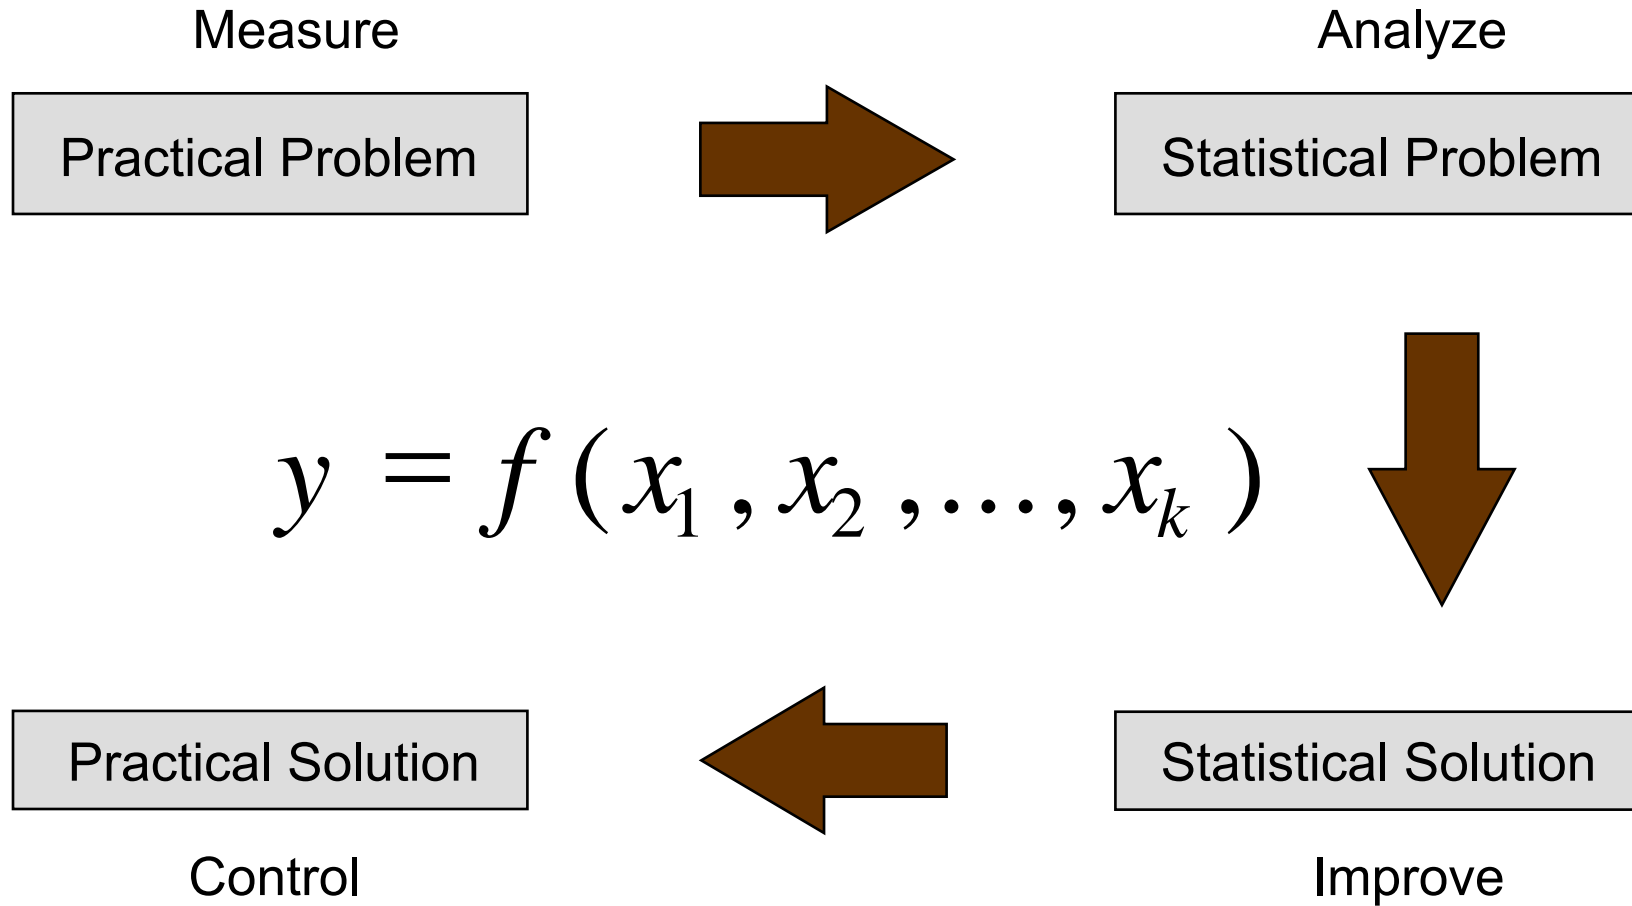 Measure Analyze
Practical Problem Statistical Problem
y = f ( x₁ , x₂ ,..., xₖ )
Practical Solution Statistical Solution
Control Improve